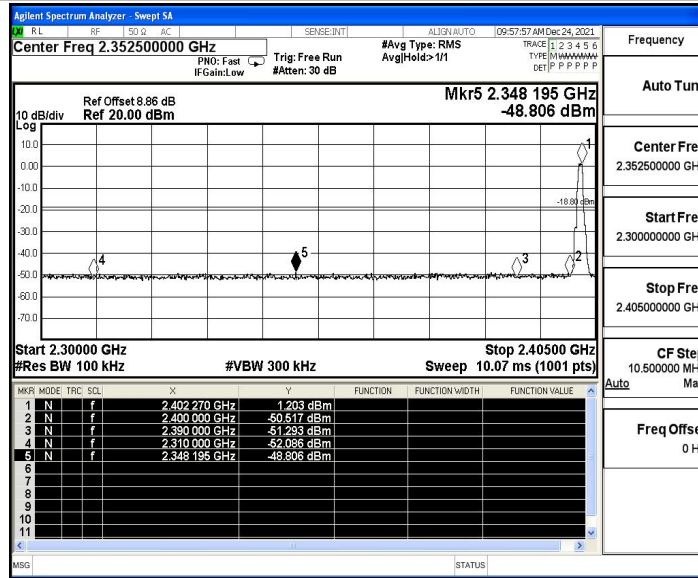 Agilent Spectrum Analyzer - Swept SA
RL RF 50 Ω AC SENSE:INT ALIGN AUTO 09:57:57 AM Dec 24, 2021
Center Freq 2.352500000 GHz
PNO: Fast
IFGain:Low
Trig: Free Run
#Atten: 30 dB
#Avg Type: RMS
Avg|Hold:>1/1
TRACE 1 2 3 4 5 6
TYPE M
DET P P P P P P
Frequency
Ref Offset 8.86 dB
10 dB/div Ref 20.00 dBm
Log
Mkr5 2.348 195 GHz
-48.806 dBm
Auto Tun
10.0
0.00
-10.0
-20.0
-30.0
-40.0
-50.0
-60.0
-70.0
1
-18.80 dBm
4
5
3
2
Center Fre
2.352500000 GH
Start Fre
2.300000000 GH
Stop Fre
2.405000000 GH
Start 2.30000 GHz Stop 2.40500 GHz
#Res BW 100 kHz #VBW 300 kHz Sweep 10.07 ms (1001 pts)
CF Ste
10.500000 MH
Auto Ma
MKR MODE TRC SCL X Y FUNCTION FUNCTION WIDTH FUNCTION VALUE
1 N f 2.402 270 GHz 1.203 dBm
2 N f 2.400 000 GHz -50.517 dBm
3 N f 2.390 000 GHz -51.293 dBm
4 N f 2.310 000 GHz -52.086 dBm
5 N f 2.348 195 GHz -48.806 dBm
6
7
8
9
10
11
Freq Offse
0 H
MSG STATUS